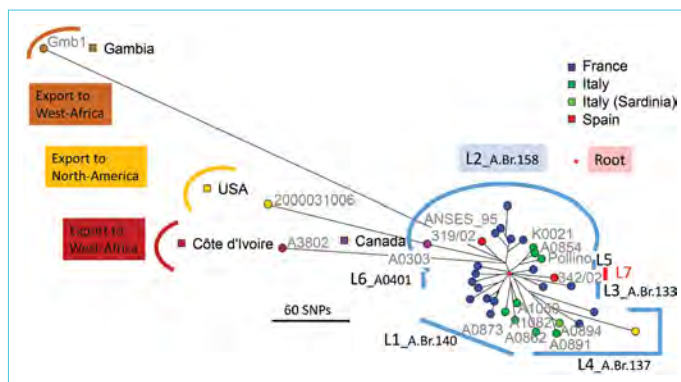 Gmb1
Gambia
Export to
West-Africa
France
Italy
Italy (Sardinia)
Spain
Root
L2_A.Br.158
Export to
North-America
USA
2000031006
ANSES_95
319/02
K0021
A0854
Pollino
Export to
West-Africa
Côte d'Ivoire
A3802
Canada
A0303
L5
L7
342/02
L6_A0401
L3_A.Br.133
60 SNPs
L1_A.Br.140
A0873
A1082
A0862
A0894
A0891
L4_A.Br.137